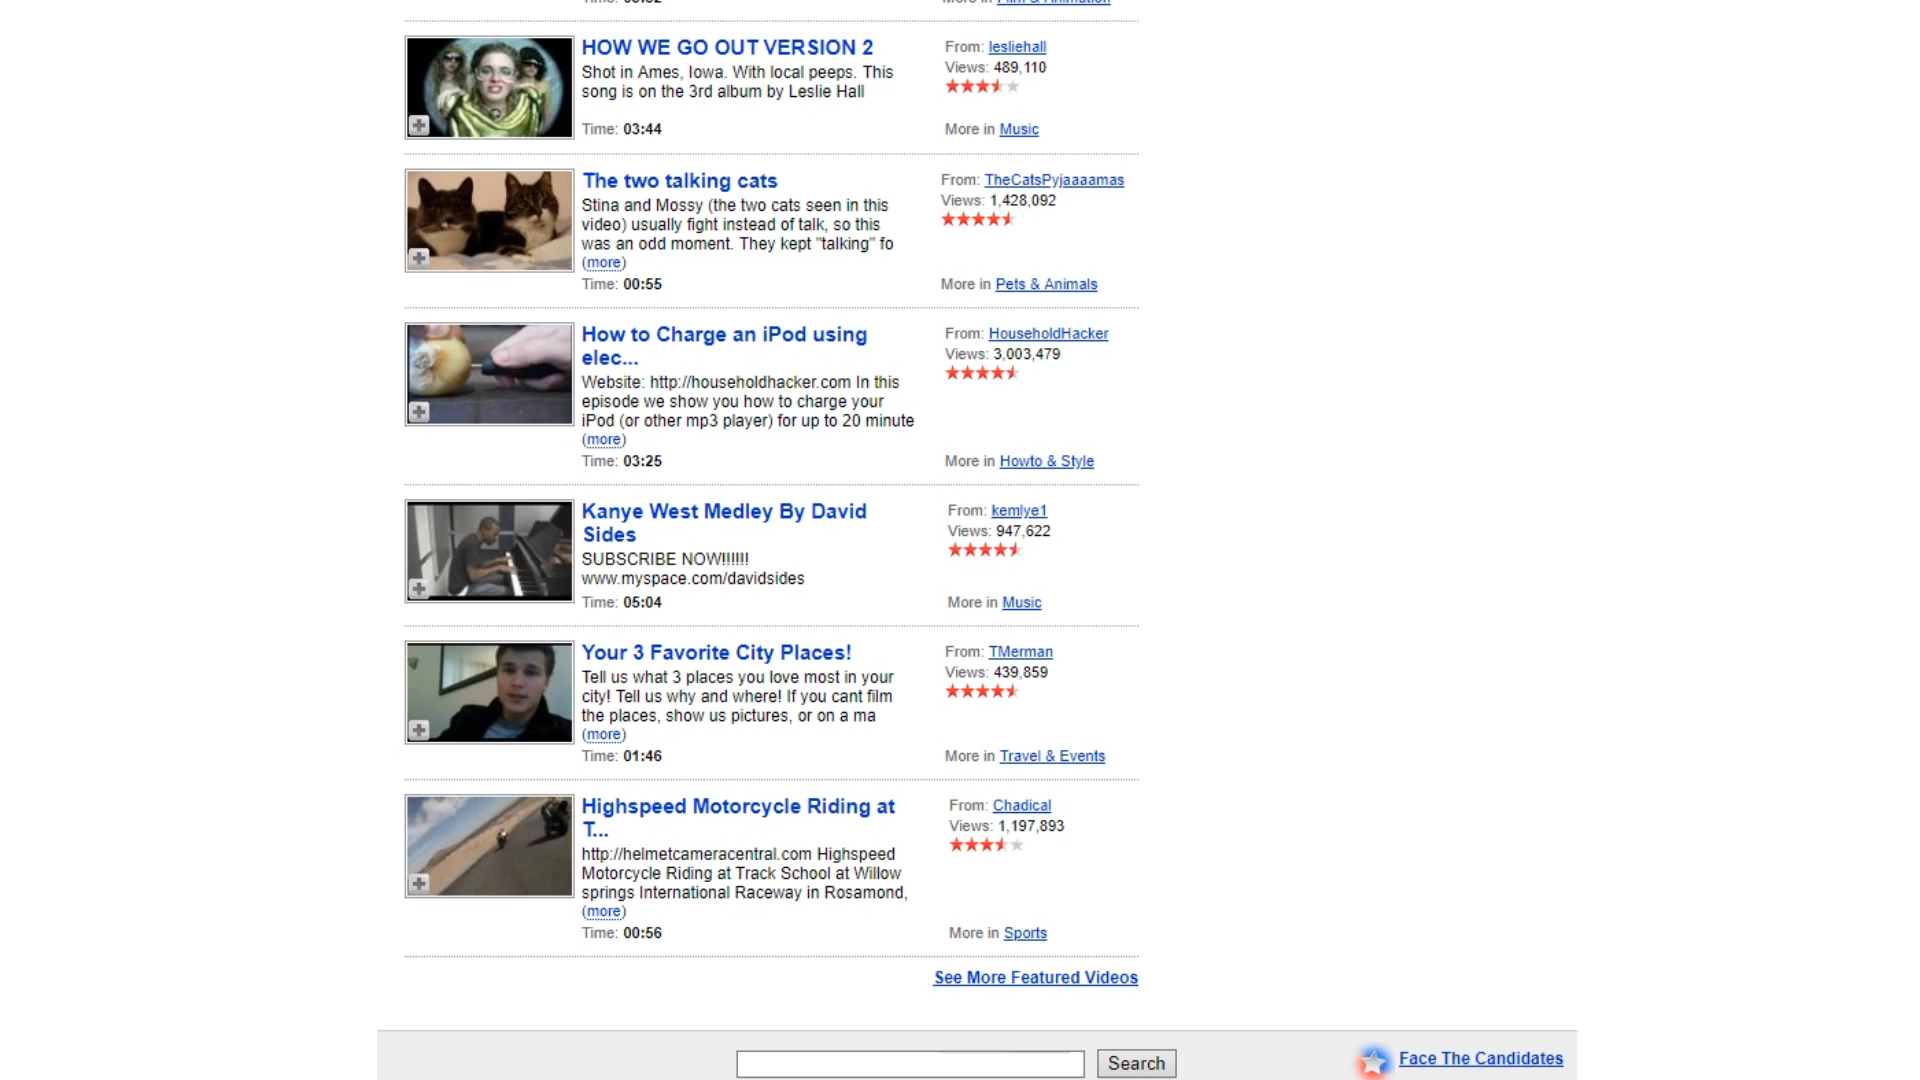 Time: More in Film & Animation
HOW WE GO OUT VERSION 2
From: lesliehall
Shot in Ames, Iowa. With local peeps. This
Views: 489,110
song is on the 3rd album by Leslie Hall
Time: 03:44
More in Music
The two talking cats
From: TheCatsPyjaaaamas
Stina and Mossy (the two cats seen in this
Views: 1,428,092
video) usually fight instead of talk, so this
was an odd moment. They kept "talking" fo
(more)
Time: 00:55
More in Pets & Animals
How to Charge an iPod using
From: HouseholdHacker
elec...
Views: 3,003,479
Website: http://householdhacker.com In this
episode we show you how to charge your
iPod (or other mp3 player) for up to 20 minute
(more)
Time: 03:25
More in Howto & Style
Kanye West Medley By David
From: kemlye1
Sides
Views: 947,622
SUBSCRIBE NOW!!!!!!
www.myspace.com/davidsides
Time: 05:04
More in Music
Your 3 Favorite City Places!
From: TMerman
Tell us what 3 places you love most in your
Views: 439,859
city! Tell us why and where! If you cant film
the places, show us pictures, or on a ma
(more)
Time: 01:46
More in Travel & Events
Highspeed Motorcycle Riding at
From: Chadical
T...
Views: 1,197,893
http://helmetcameracentral.com Highspeed
Motorcycle Riding at Track School at Willow
springs International Raceway in Rosamond,
(more)
Time: 00:56
More in Sports
See More Featured Videos
Search
Face The Candidates